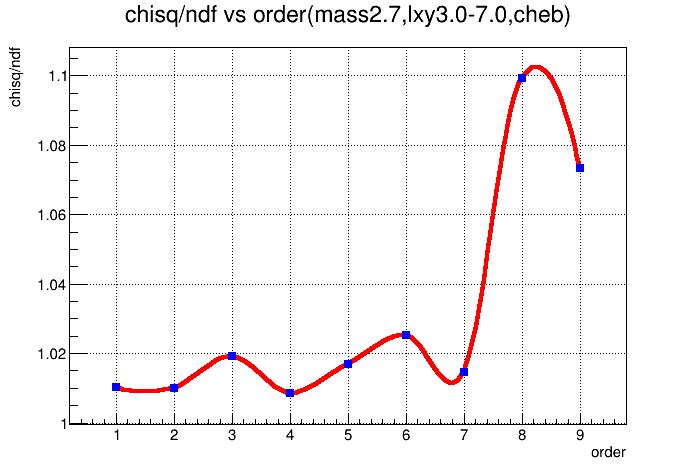 chisq/ndf vs order(mass2.7,lxy3.0-7.0,cheb)
chisq/ndf
1.1
1.08
1.06
1.04
1.02
1
1 2 3 4 5 6 7 8 9
order